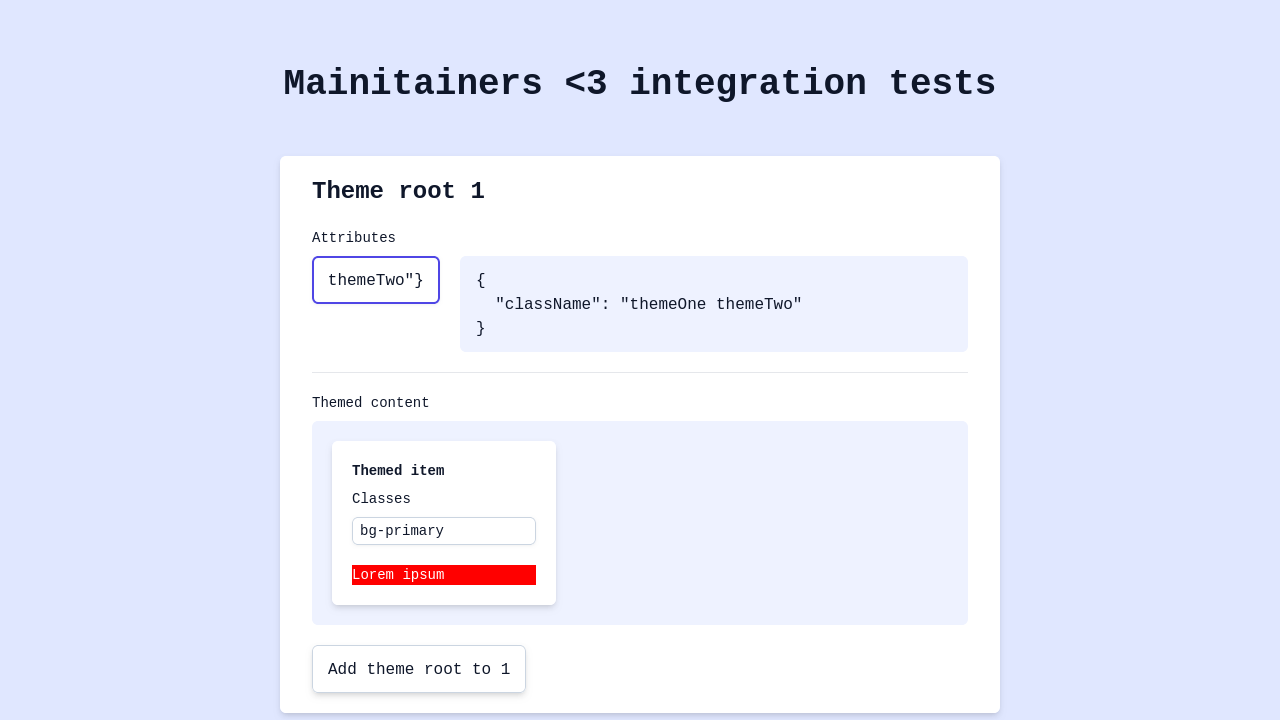 Mainitainers <3 integration tests
Theme root 1
Attributes
themeTwo"}
{
  "className": "themeOne themeTwo"
}
Themed content
Themed item
Classes
bg-primary
Lorem ipsum
Add theme root to 1